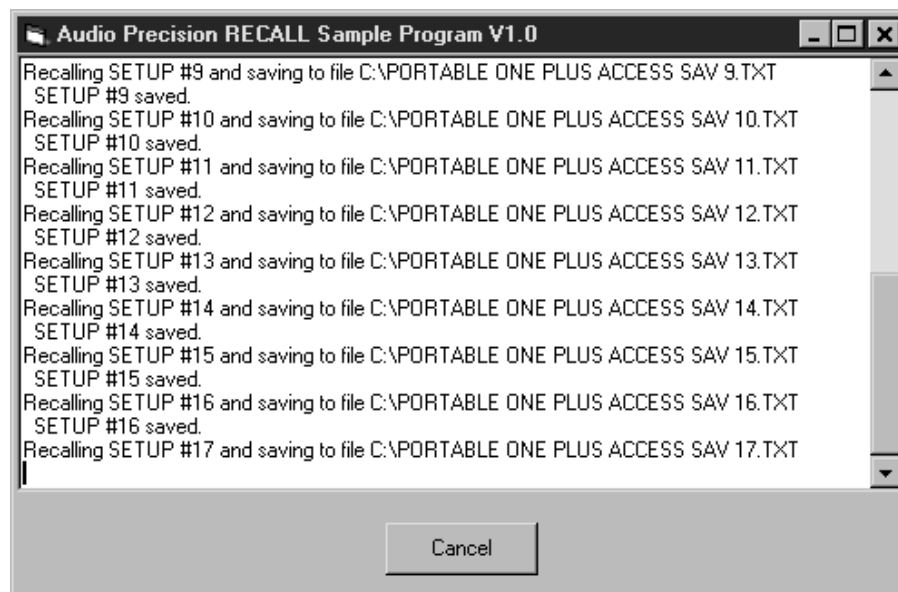 Audio Precision RECALL Sample Program V1.0
Recalling SETUP #9 and saving to file C:\PORTABLE ONE PLUS ACCESS SAV 9.TXT
SETUP #9 saved.
Recalling SETUP #10 and saving to file C:\PORTABLE ONE PLUS ACCESS SAV 10.TXT
SETUP #10 saved.
Recalling SETUP #11 and saving to file C:\PORTABLE ONE PLUS ACCESS SAV 11.TXT
SETUP #11 saved.
Recalling SETUP #12 and saving to file C:\PORTABLE ONE PLUS ACCESS SAV 12.TXT
SETUP #12 saved.
Recalling SETUP #13 and saving to file C:\PORTABLE ONE PLUS ACCESS SAV 13.TXT
SETUP #13 saved.
Recalling SETUP #14 and saving to file C:\PORTABLE ONE PLUS ACCESS SAV 14.TXT
SETUP #14 saved.
Recalling SETUP #15 and saving to file C:\PORTABLE ONE PLUS ACCESS SAV 15.TXT
SETUP #15 saved.
Recalling SETUP #16 and saving to file C:\PORTABLE ONE PLUS ACCESS SAV 16.TXT
SETUP #16 saved.
Recalling SETUP #17 and saving to file C:\PORTABLE ONE PLUS ACCESS SAV 17.TXT
Cancel